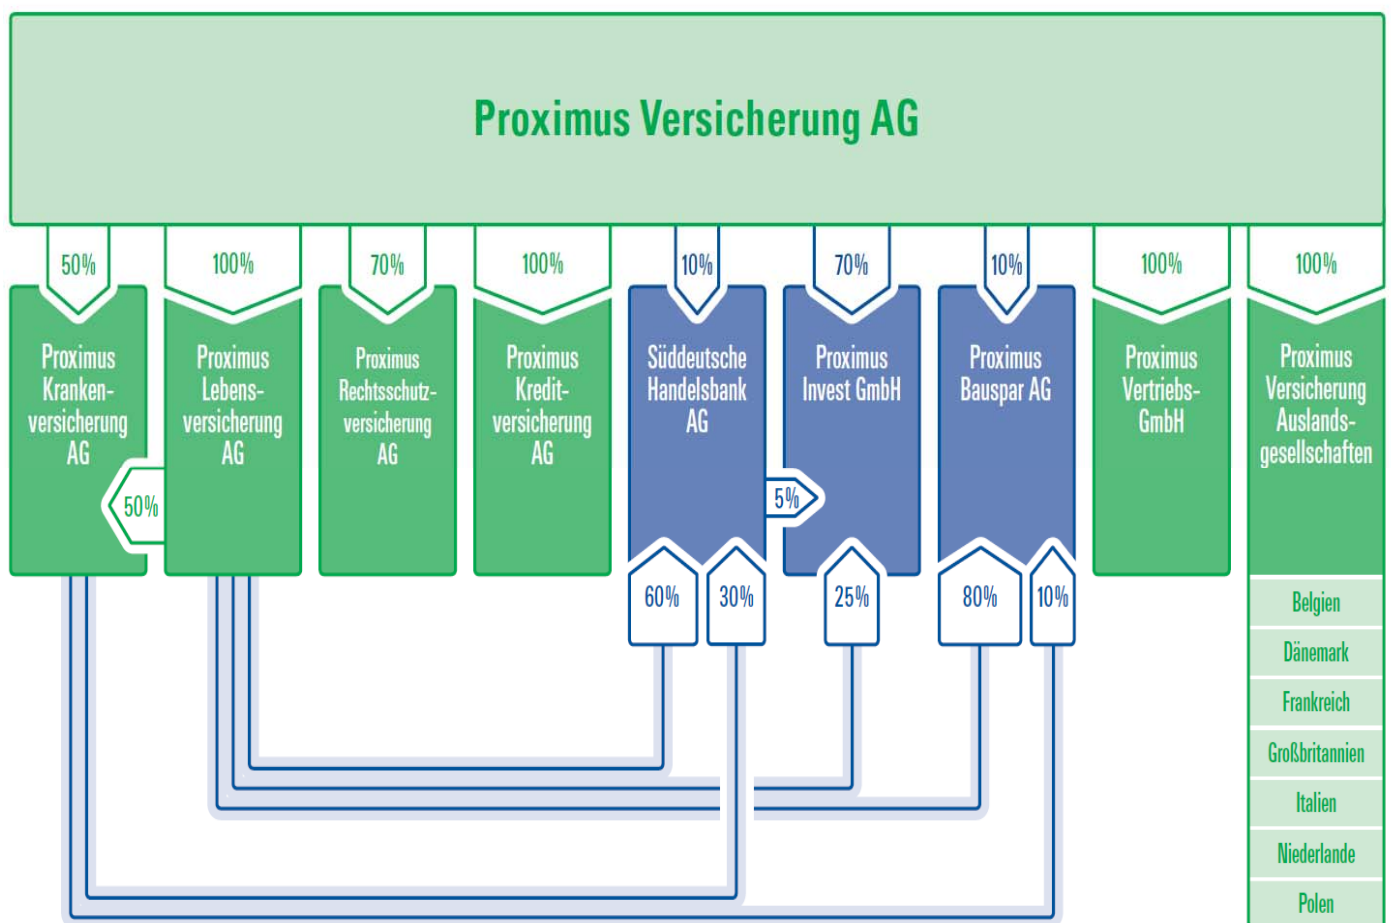 Proximus Versicherung AG
50%
100%
70%
100%
10%
70%
10%
100%
100%
Proximus
Kranken-
versicherung
AG
Proximus
Lebens-
versicherung
AG
Proximus
Rechtsschutz-
versicherung
AG
Proximus
Kredit-
versicherung
AG
Süddeutsche
Handelsbank
AG
Proximus
Invest GmbH
Proximus
Bauspar AG
Proximus
Vertriebs-
GmbH
Proximus
Versicherung
Auslands-
gesellschaften
50%
5%
60%
30%
25%
80%
10%
Belgien
Dänemark
Frankreich
Großbritannien
Italien
Niederlande
Polen